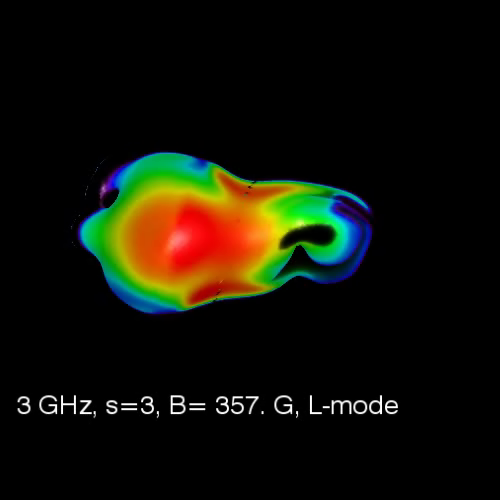 3 GHz, s=3, B= 357. G, L-mode